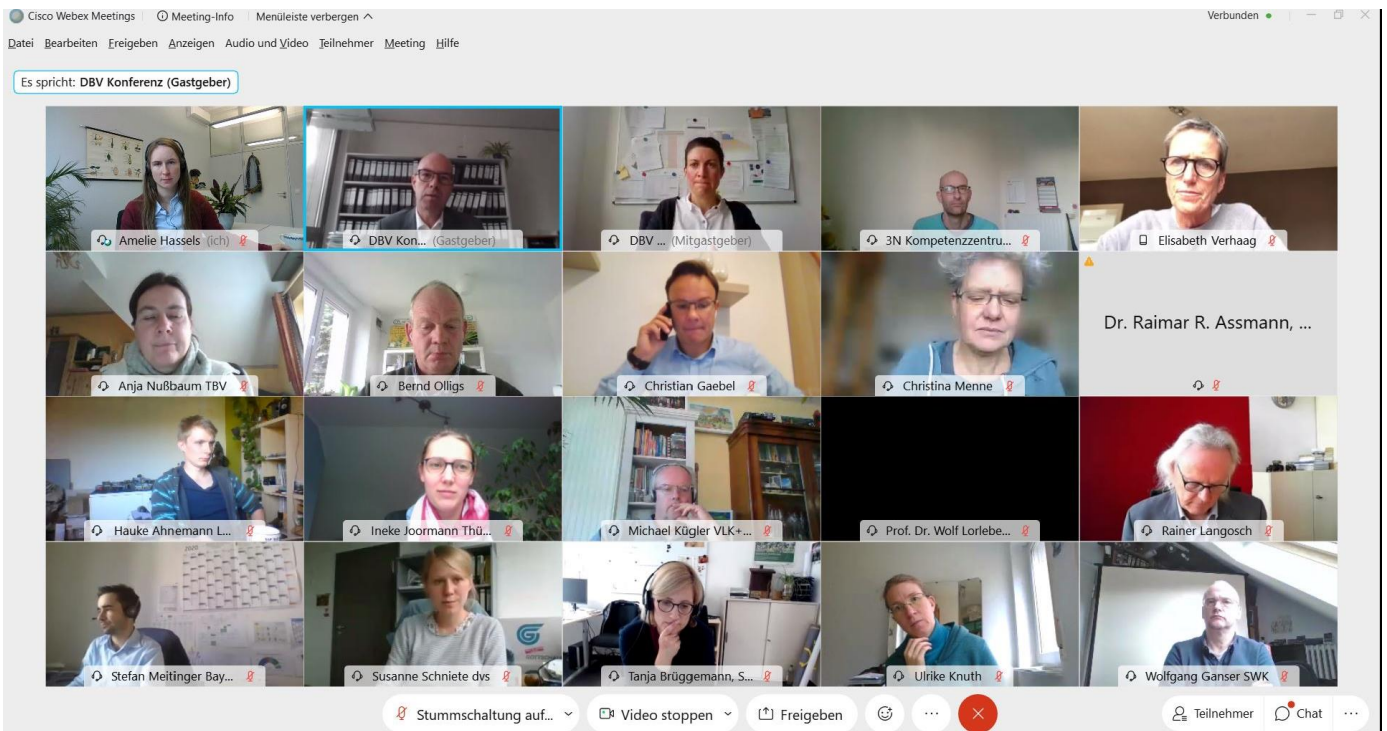 Cisco Webex Meetings Meeting-Info Menüleiste verbergen Verbunden
Datei Bearbeiten Freigeben Anzeigen Audio und Video Teilnehmer Meeting Hilfe
Es spricht: DBV Konferenz (Gastgeber)
Amelie Hassels (ich)
DBV Kon... (Gastgeber)
DBV ... (Mitgastgeber)
3N Kompetenzzentru...
Elisabeth Verhaag
Anja Nußbaum TBV
Bernd Olligs
Christian Gaebel
Christina Menne
Dr. Raimar R. Assmann, ...
Hauke Ahnemann L...
Ineke Joormann Thü...
Michael Kügler VLK+...
Prof. Dr. Wolf Lorlebe...
Rainer Langosch
Stefan Meitinger Bay...
Susanne Schniete dvs
Tanja Brüggemann, S...
Ulrike Knuth
Wolfgang Ganser SWK
Stummschaltung auf... Video stoppen Freigeben Teilnehmer Chat